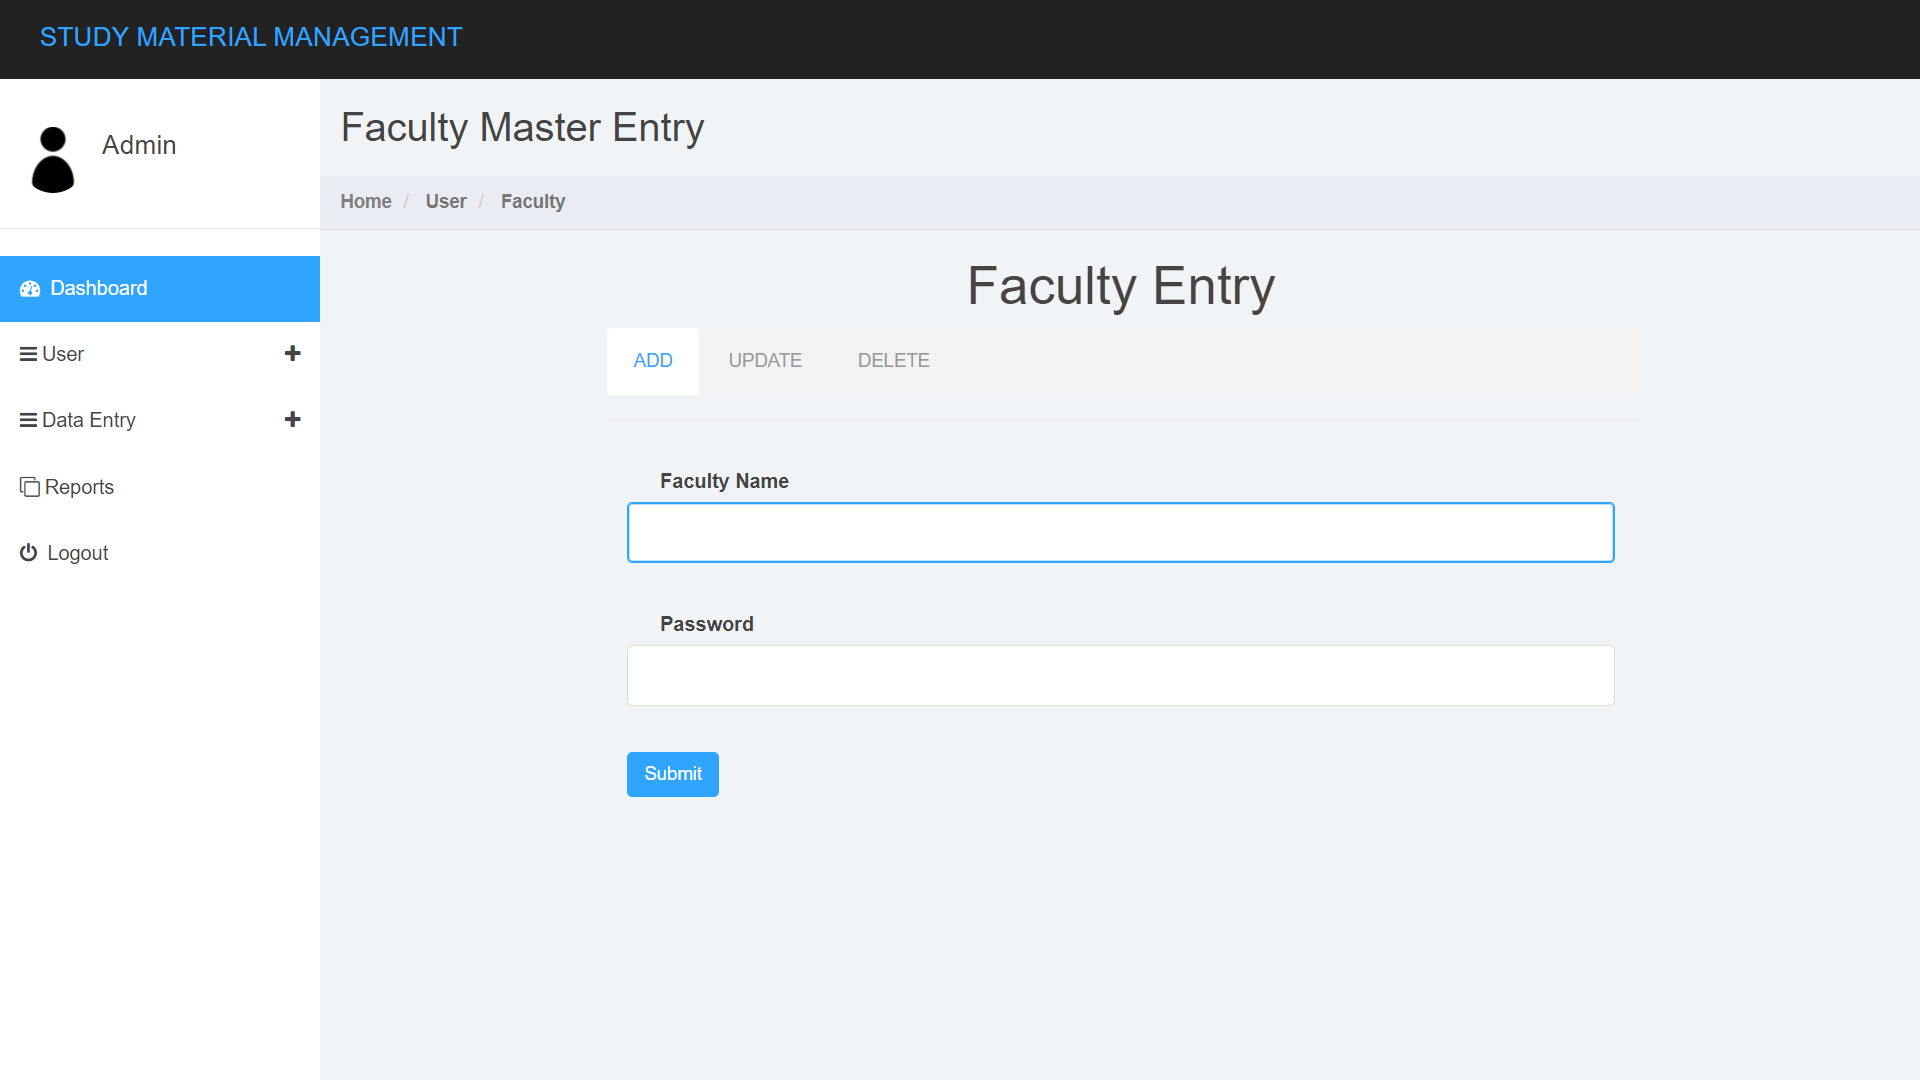 STUDY MATERIAL MANAGEMENT
Admin
Dashboard
User
Data Entry
Reports
Logout
Faculty Master Entry
Home / User / Faculty
Faculty Entry
ADD UPDATE DELETE
Faculty Name
Password
Submit